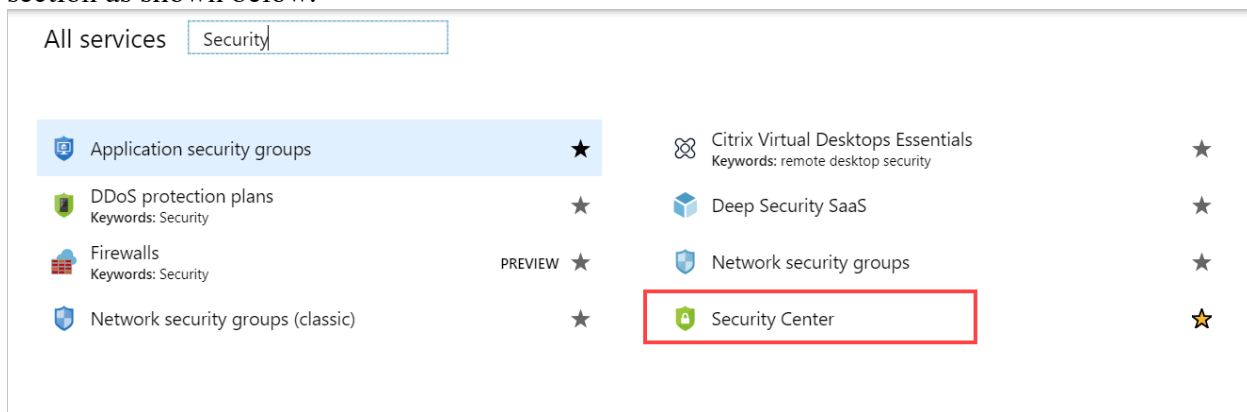 All services Security
Application security groups
DDoS protection plans
Keywords: Security
Firewalls
Keywords: Security
PREVIEW
Network security groups (classic)
Citrix Virtual Desktops Essentials
Keywords: remote desktop security
Deep Security SaaS
Network security groups
Security Center